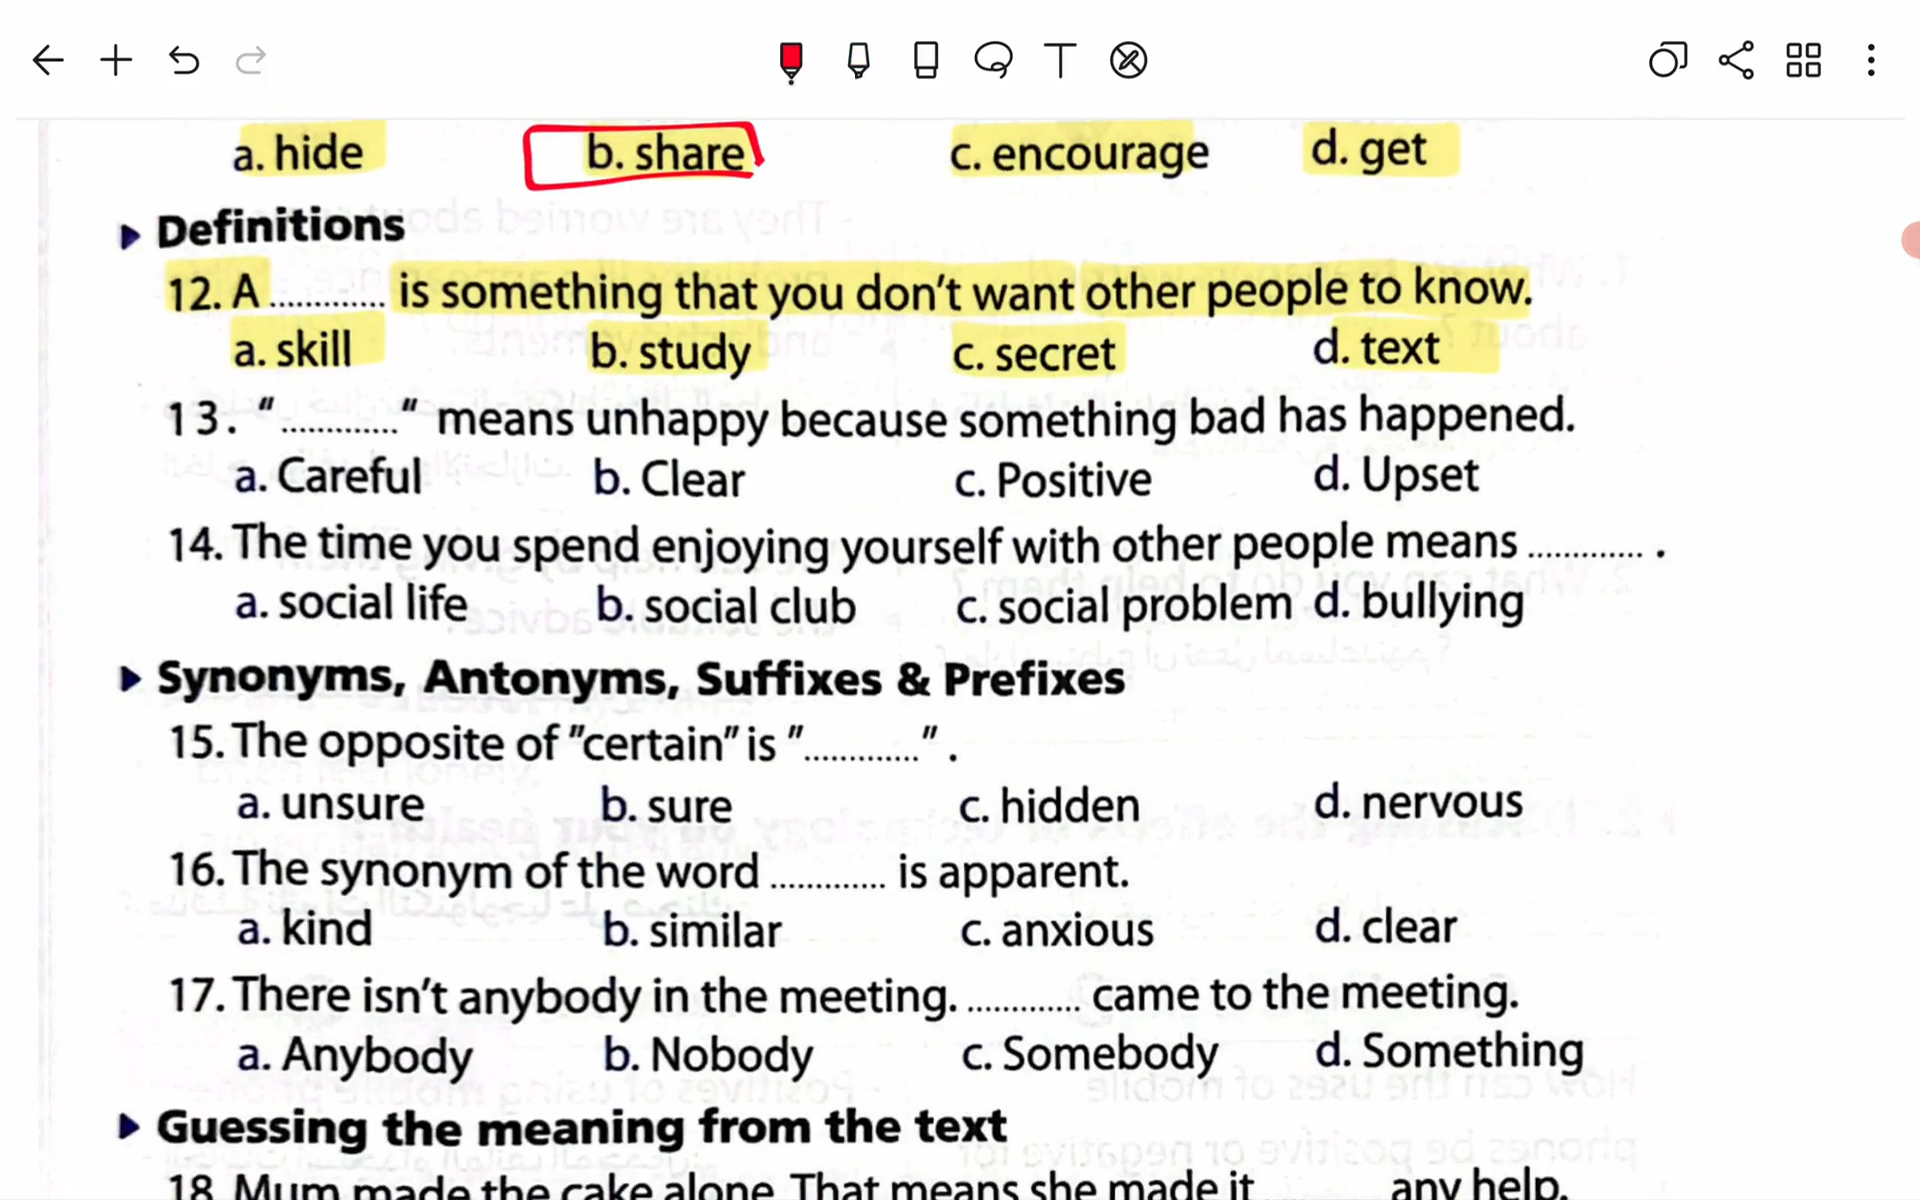 a. hide b. share c. encourage d. get
Definitions
12. A ............. is something that you don't want other people to know.
a. skill b. study c. secret d. text
13. "............." means unhappy because something bad has happened.
a. Careful b. Clear c. Positive d. Upset
14. The time you spend enjoying yourself with other people means ............. .
a. social life b. social club c. social problem d. bullying
Synonyms, Antonyms, Suffixes & Prefixes
15. The opposite of "certain" is "............." .
a. unsure b. sure c. hidden d. nervous
16. The synonym of the word ............. is apparent.
a. kind b. similar c. anxious d. clear
17. There isn't anybody in the meeting. ............. came to the meeting.
a. Anybody b. Nobody c. Somebody d. Something
Guessing the meaning from the text
18. Mum made the cake alone. That means she made it ............. any help.